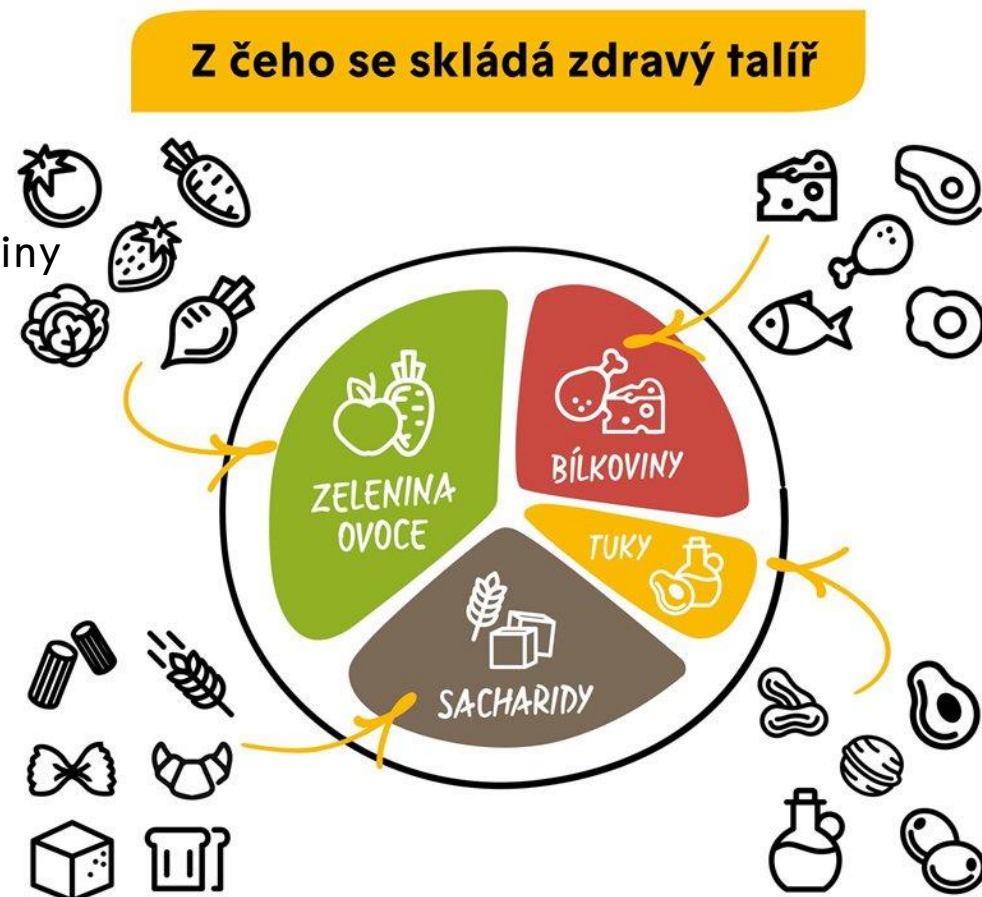 Z čeho se skládá zdravý talíř
iny
ZELENINA
OVOCE
BÍLKOVINY
TUKY
SACHARIDY